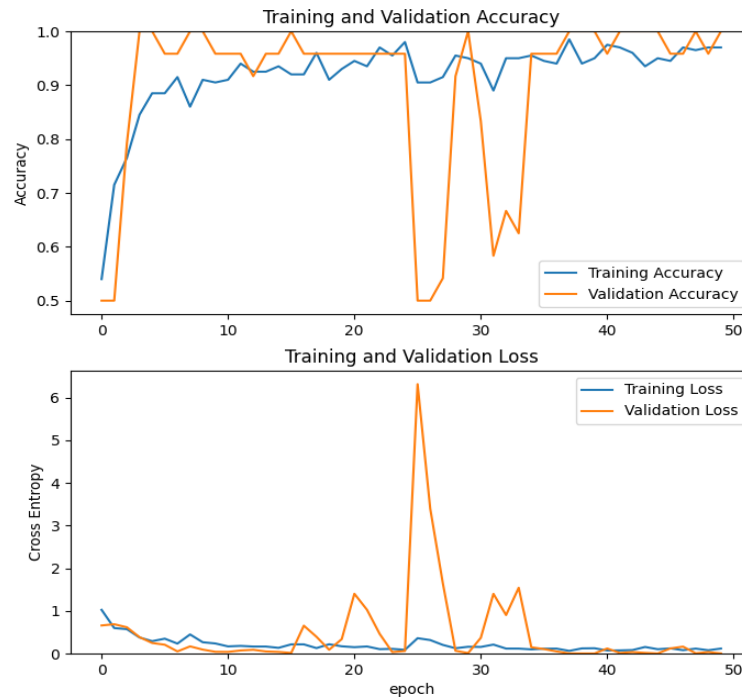 Training and Validation Accuracy
1.0
0.9
0.8
0.7
0.6
0.5
Accuracy
Training Accuracy
Validation Accuracy
0 10 20 30 40 50
Training and Validation Loss
6
5
4
3
2
1
0
Cross Entropy
Training Loss
Validation Loss
0 10 20 30 40 50
epoch